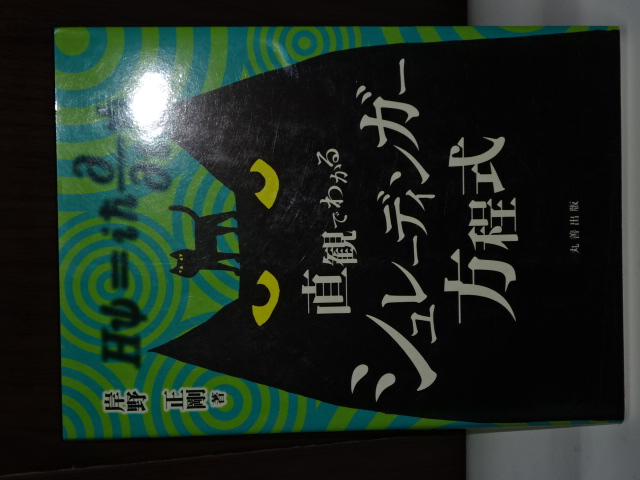 岸野 正剛 著
Hψ=iħ∂/∂
直観でわかる
シュレーディンガー
方程式
丸善出版